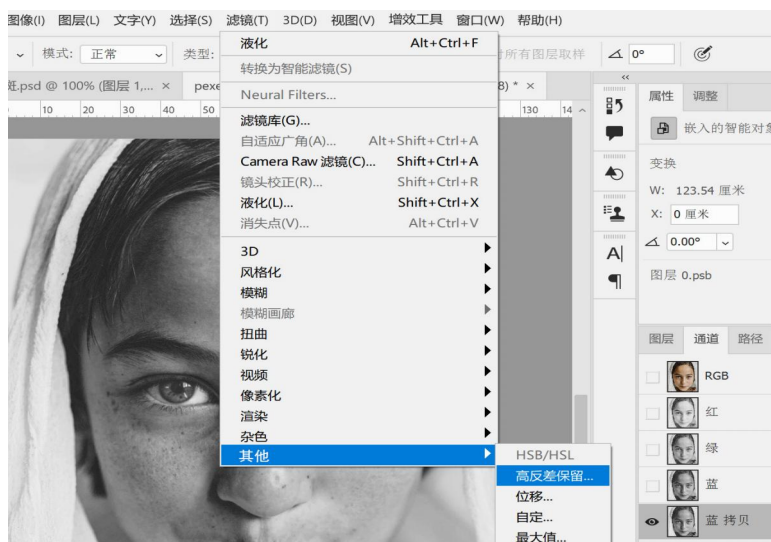 图像(I) 图层(L) 文字(Y) 选择(S) 滤镜(T) 3D(D) 视图(V) 增效工具 窗口(W) 帮助(H)
模式: 正常 类型: 对所有图层取样 0°
斑.psd @ 100% (图层 1,... × pexe 8) * ×
10 20 30 40 50 130 14
液化 Alt+Ctrl+F
转换为智能滤镜(S)
Neural Filters...
滤镜库(G)...
自适应广角(A)... Alt+Shift+Ctrl+A
Camera Raw 滤镜(C)... Shift+Ctrl+A
镜头校正(R)... Shift+Ctrl+R
液化(L)... Shift+Ctrl+X
消失点(V)... Alt+Ctrl+V
3D
风格化
模糊
模糊画廊
扭曲
锐化
视频
像素化
渲染
杂色
其他
HSB/HSL
高反差保留...
位移...
自定...
最大值...
属性 调整
嵌入的智能对象
变换
W: 123.54 厘米
X: 0 厘米
0.00°
图层 0.psb
图层 通道 路径
RGB
红
绿
蓝
蓝 拷贝